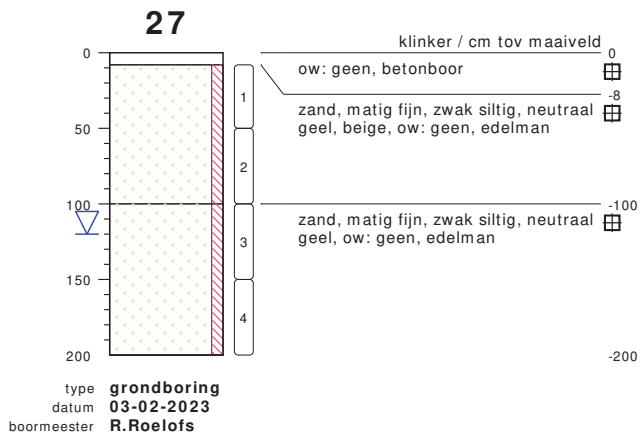 27
klinker / cm tov maaiveld
0
0
ow: geen, betonboor
-8
1
zand, matig fijn, zwak siltig, neutraal
geel, beige, ow: geen, edelman
50
2
100
-100
zand, matig fijn, zwak siltig, neutraal
geel, ow: geen, edelman
3
150
4
200
-200
type grondboring
datum 03-02-2023
boormeester R.Roelofs